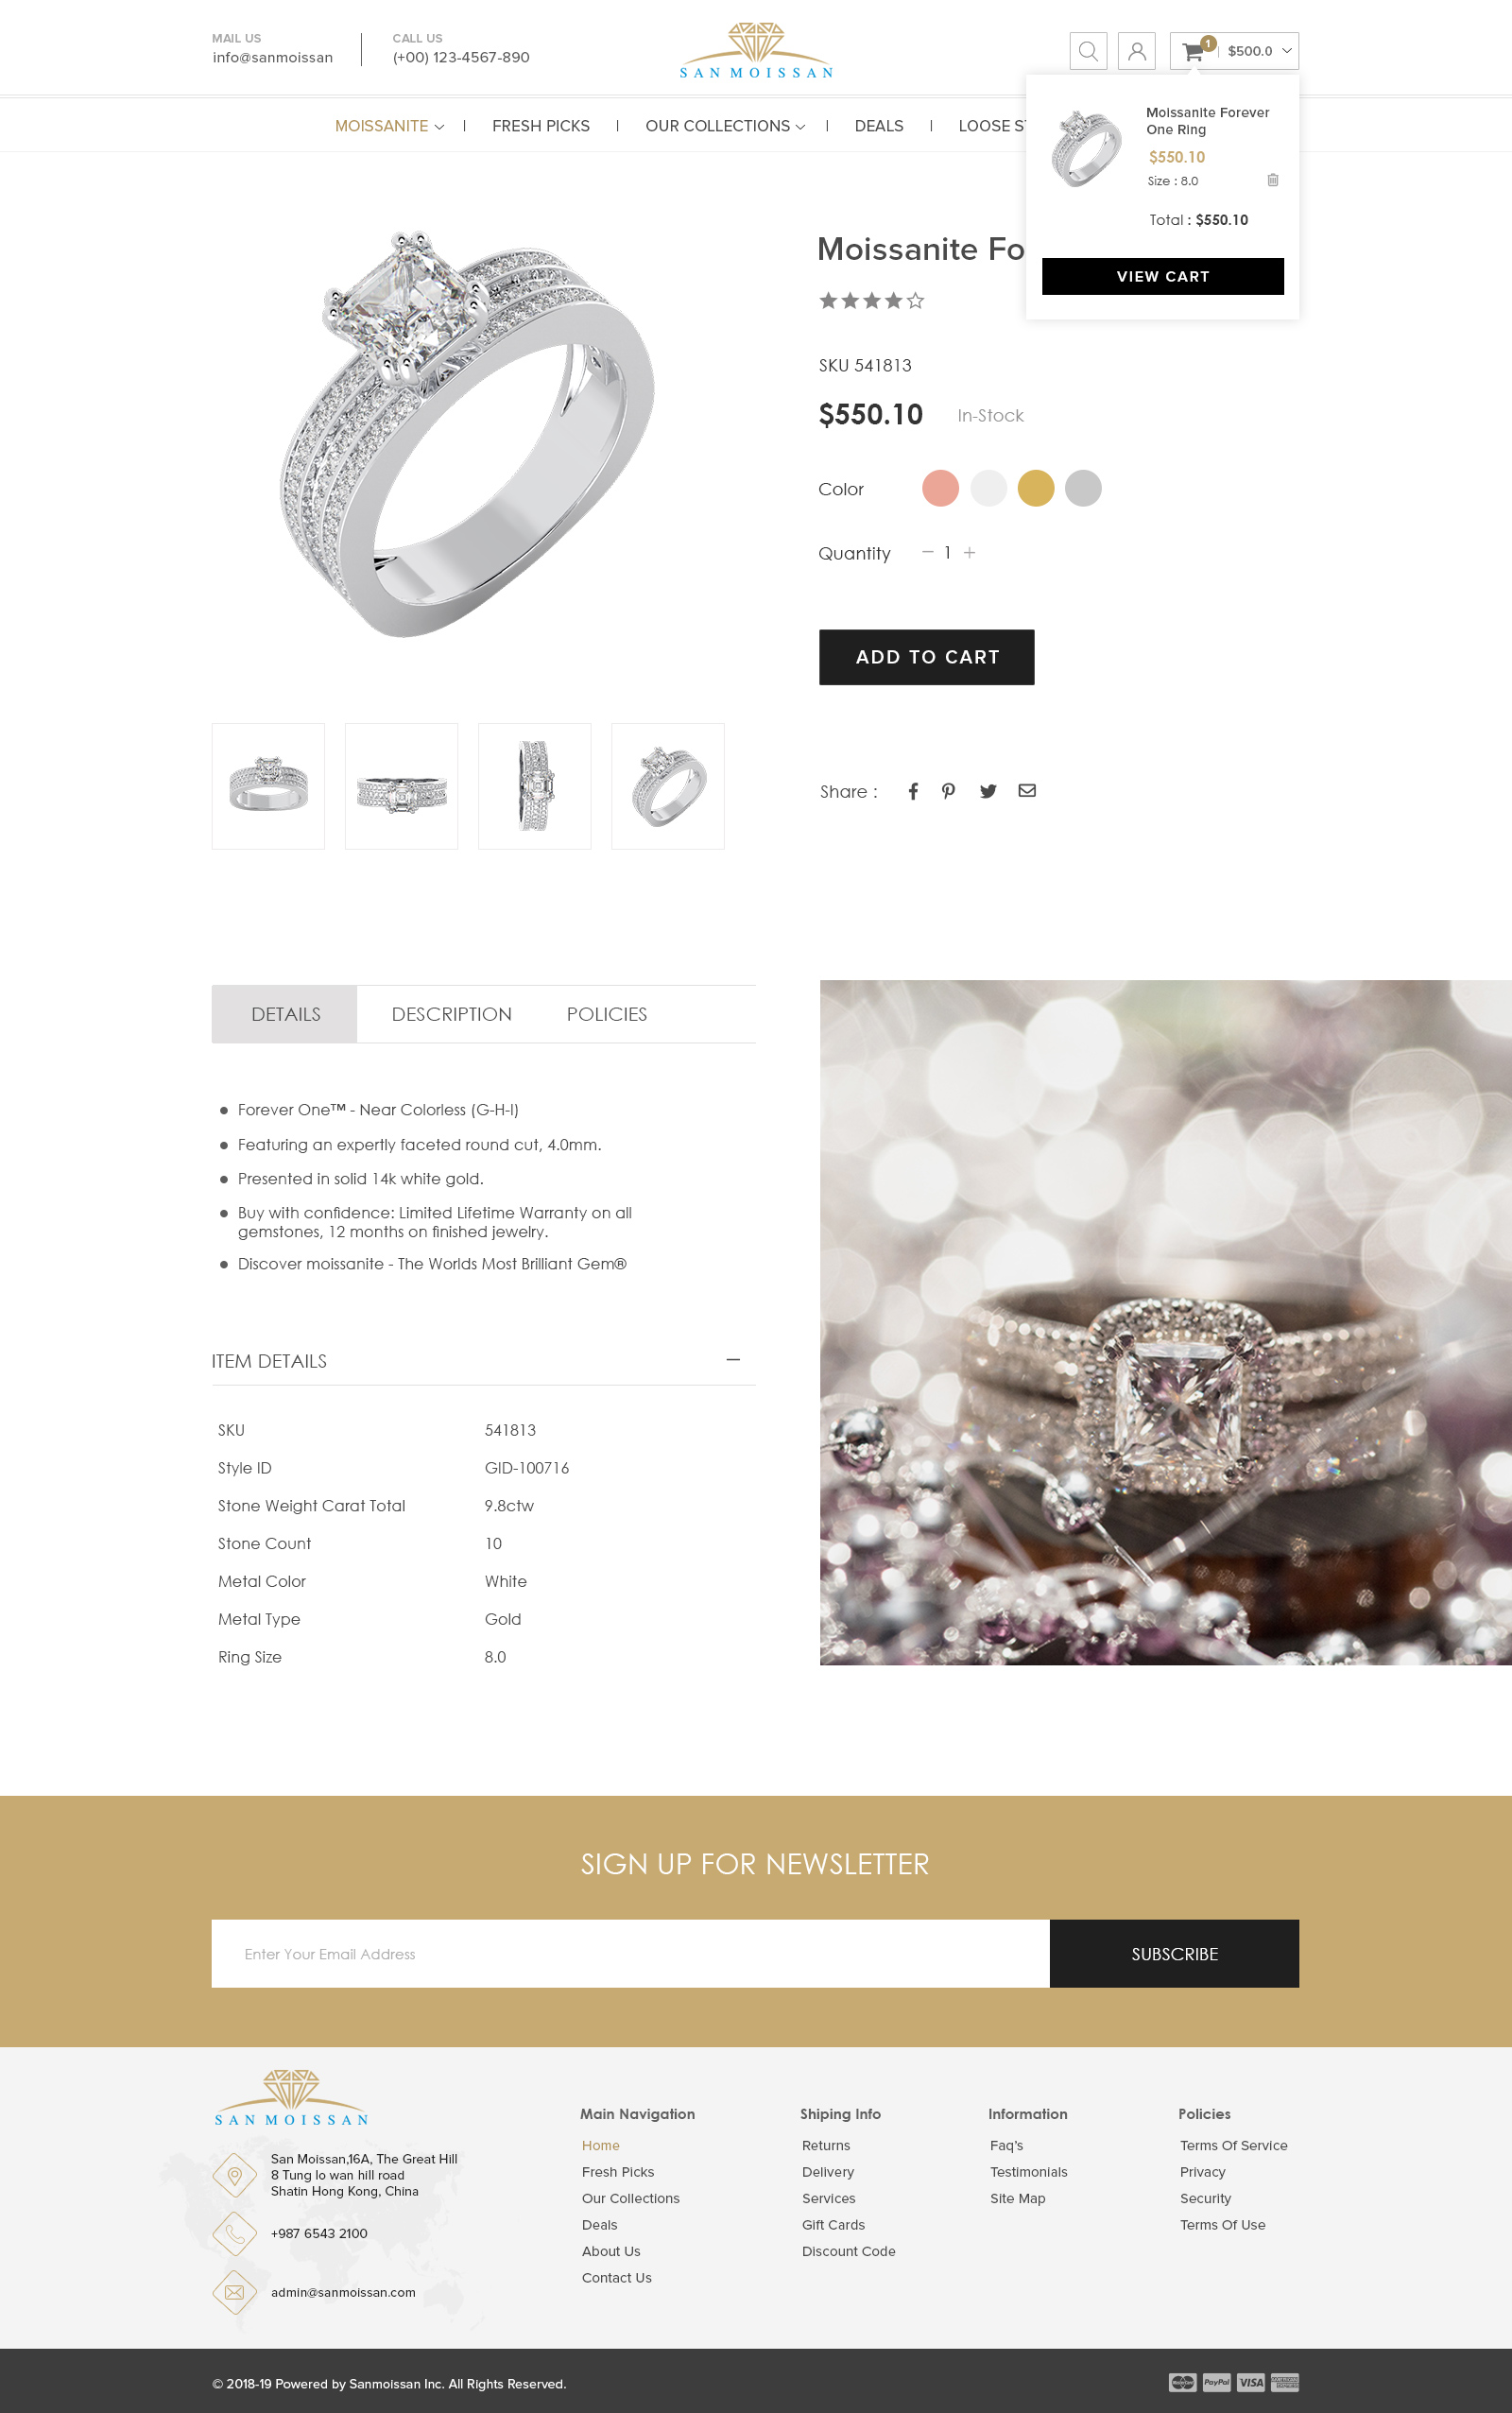 MAIL US
info@sanmoissan
CALL US
(+00) 123-4567-890
SAN MOISSAN
1
$500.0
MOISSANITE
FRESH PICKS
OUR COLLECTIONS
DEALS
LOOSE ST
Moissanite Forever
One Ring
$550.10
Size : 8.0
Total : $550.10
VIEW CART
Moissanite Fo
SKU 541813
$550.10
In-Stock
Color
Quantity
1
ADD TO CART
Share :
DETAILS
DESCRIPTION
POLICIES
Forever One™ - Near Colorless (G-H-I)
Featuring an expertly faceted round cut, 4.0mm.
Presented in solid 14k white gold.
Buy with confidence: Limited Lifetime Warranty on all
gemstones, 12 months on finished jewelry.
Discover moissanite - The Worlds Most Brilliant Gem®
ITEM DETAILS
SKU 541813
Style ID GID-100716
Stone Weight Carat Total 9.8ctw
Stone Count 10
Metal Color White
Metal Type Gold
Ring Size 8.0
SIGN UP FOR NEWSLETTER
Enter Your Email Address
SUBSCRIBE
SAN MOISSAN
San Moissan,16A, The Great Hill
8 Tung lo wan hill road
Shatin Hong Kong, China
+987 6543 2100
admin@sanmoissan.com
Main Navigation
Home
Fresh Picks
Our Collections
Deals
About Us
Contact Us
Shiping Info
Returns
Delivery
Services
Gift Cards
Discount Code
Information
Faq's
Testimonials
Site Map
Policies
Terms Of Service
Privacy
Security
Terms Of Use
© 2018-19 Powered by Sanmoissan Inc. All Rights Reserved.
MasterCard
PayPal
VISA